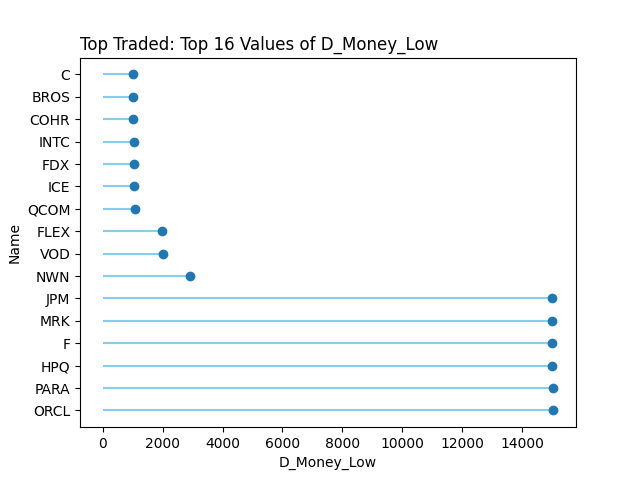 Top Traded: Top 16 Values of D_Money_Low
C
BROS
COHR
INTC
FDX
ICE
QCOM
FLEX
VOD
NWN
JPM
MRK
F
HPQ
PARA
ORCL
Name
0 2000 4000 6000 8000 10000 12000 14000
D_Money_Low